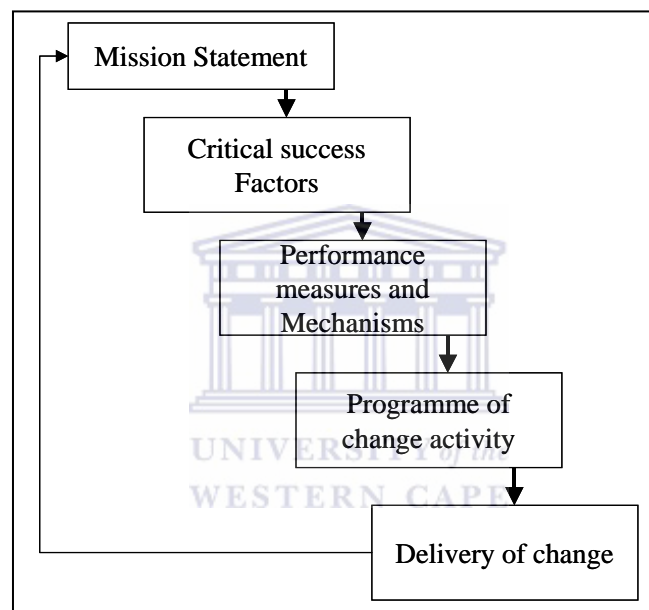 Mission Statement
Critical success
Factors
Performance
measures and
Mechanisms
Programme of
change activity
UNIVERSITY of the
WESTERN CAPE
Delivery of change